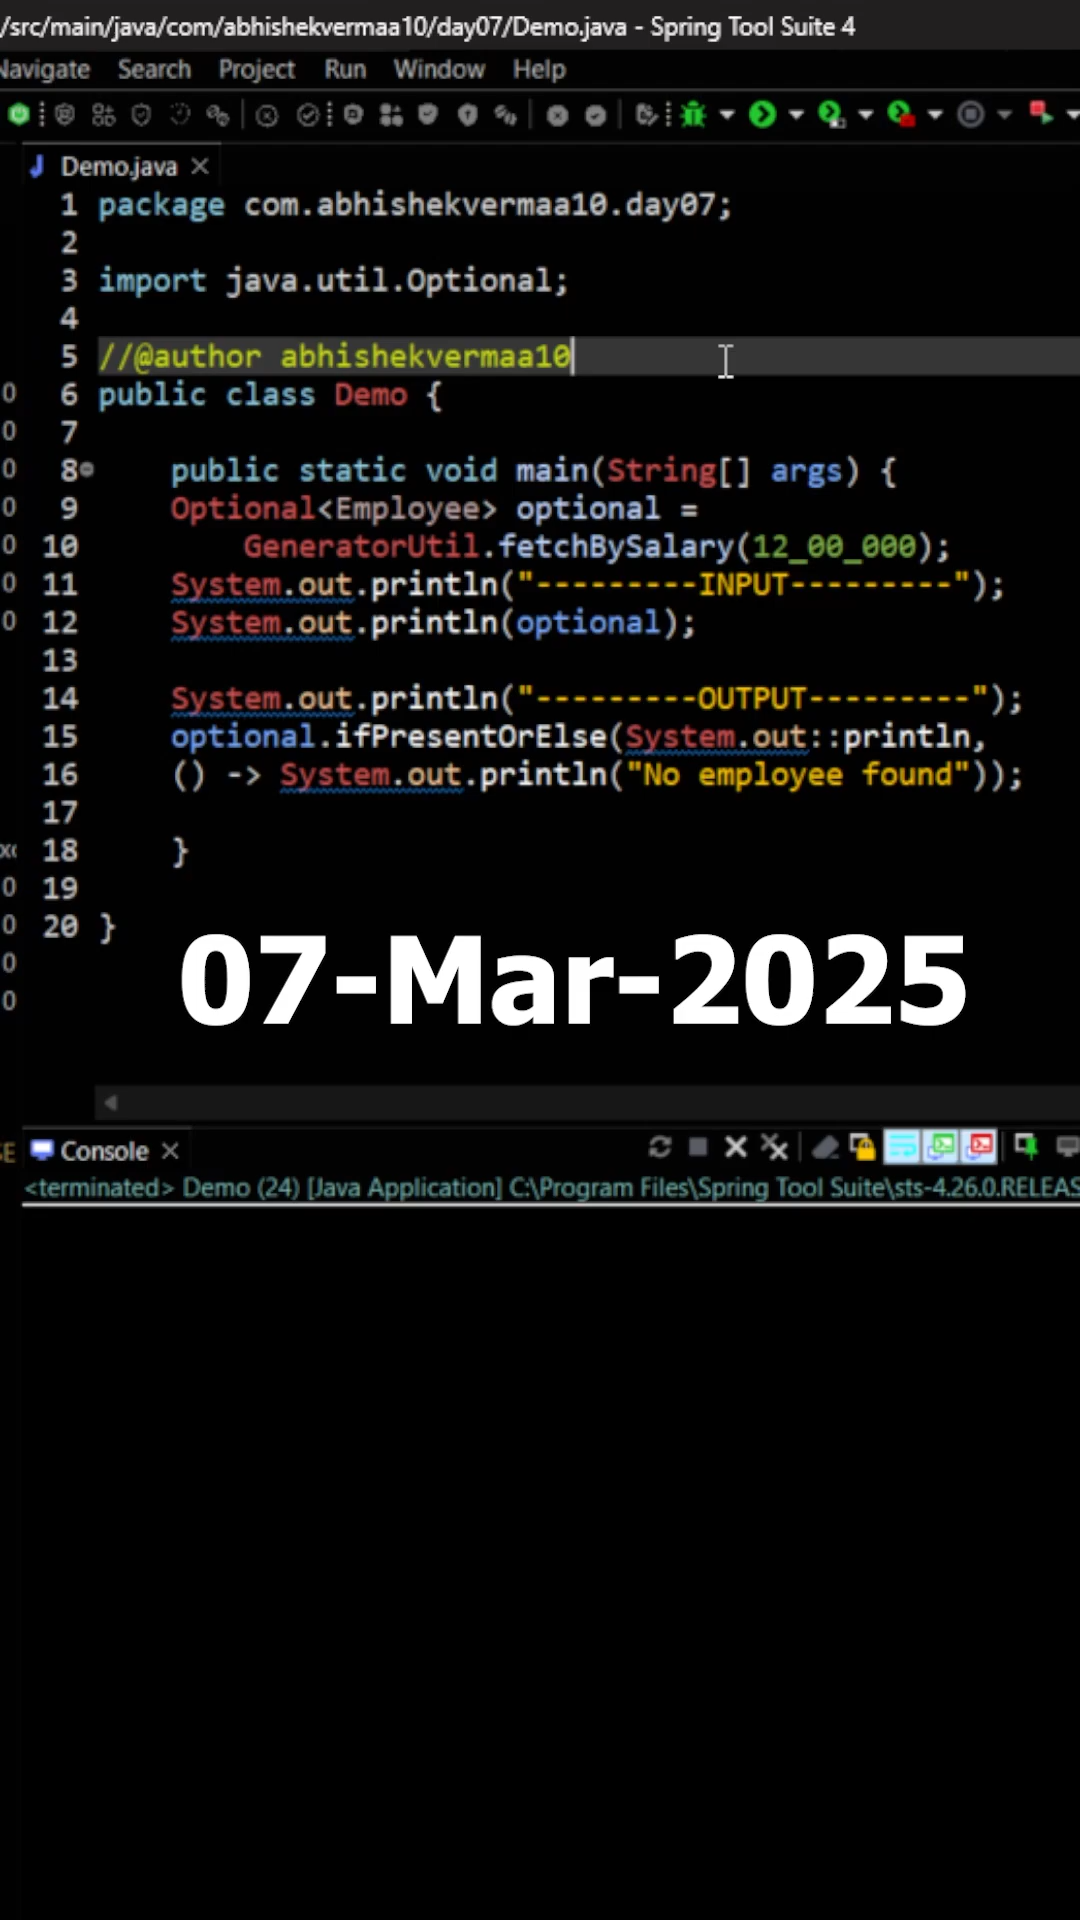 /src/main/java/com/abhishekvermaa10/day07/Demo.java - Spring Tool Suite 4
Navigate Search Project Run Window Help
Demo.java
1 package com.abhishekvermaa10.day07;
2
3 import java.util.Optional;
4
5 //@author abhishekvermaa10
6 public class Demo {
7
8 public static void main(String[] args) {
9 Optional<Employee> optional =
10 GeneratorUtil.fetchBySalary(12_00_000);
11 System.out.println("---------INPUT---------");
12 System.out.println(optional);
13
14 System.out.println("---------OUTPUT---------");
15 optional.ifPresentOrElse(System.out::println,
16 () -> System.out.println("No employee found"));
17
18 }
19
20 }
07-Mar-2025
Console
<terminated> Demo (24) [Java Application] C:\Program Files\Spring Tool Suite\sts-4.26.0.RELEAS